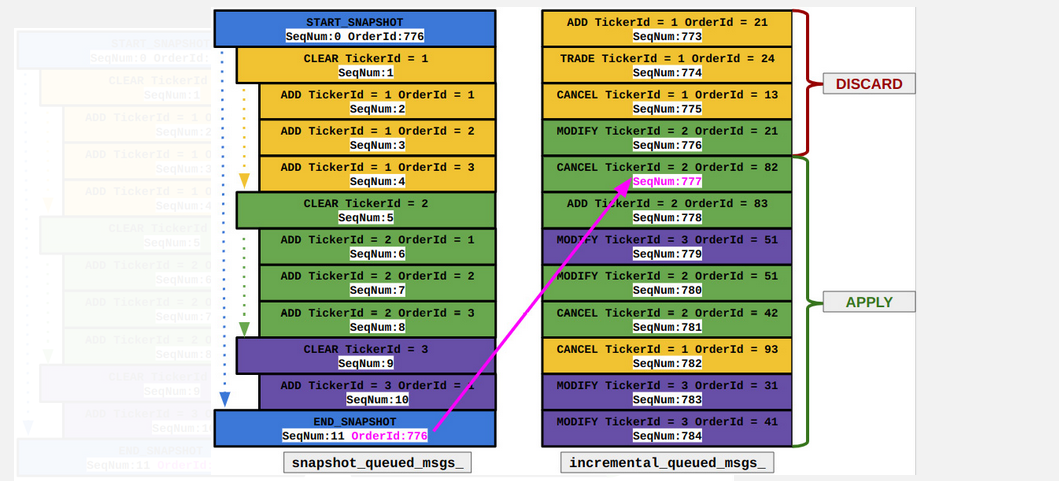 START_SNAPSHOT
SeqNum:0 OrderId:776
CLEAR TickerId = 1
SeqNum:1
ADD TickerId = 1 OrderId = 1
SeqNum:2
ADD TickerId = 1 OrderId = 2
SeqNum:3
ADD TickerId = 1 OrderId = 3
SeqNum:4
CLEAR TickerId = 2
SeqNum:5
ADD TickerId = 2 OrderId = 1
SeqNum:6
ADD TickerId = 2 OrderId = 2
SeqNum:7
ADD TickerId = 2 OrderId = 3
SeqNum:8
CLEAR TickerId = 3
SeqNum:9
ADD TickerId = 3 OrderId = 1
SeqNum:10
END_SNAPSHOT
SeqNum:11 OrderId:776
snapshot_queued_msgs_
ADD TickerId = 1 OrderId = 21
SeqNum:773
TRADE TickerId = 1 OrderId = 24
SeqNum:774
CANCEL TickerId = 1 OrderId = 13
SeqNum:775
MODIFY TickerId = 2 OrderId = 21
SeqNum:776
CANCEL TickerId = 2 OrderId = 82
SeqNum:777
ADD TickerId = 2 OrderId = 83
SeqNum:778
MODIFY TickerId = 3 OrderId = 51
SeqNum:779
MODIFY TickerId = 2 OrderId = 51
SeqNum:780
CANCEL TickerId = 2 OrderId = 42
SeqNum:781
CANCEL TickerId = 1 OrderId = 93
SeqNum:782
MODIFY TickerId = 3 OrderId = 31
SeqNum:783
MODIFY TickerId = 3 OrderId = 41
SeqNum:784
incremental_queued_msgs_
DISCARD
APPLY